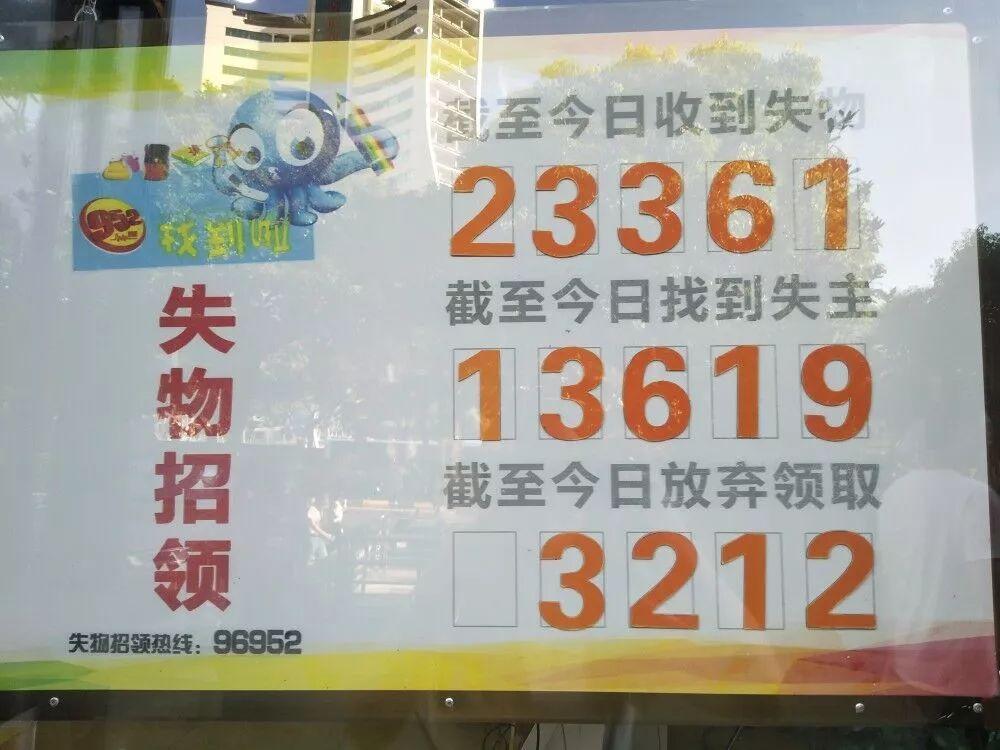 截至今日收到失物
23361
952
找到啦
截至今日找到失主
13619
失物招领
截至今日放弃领取
3212
失物招领热线：96952